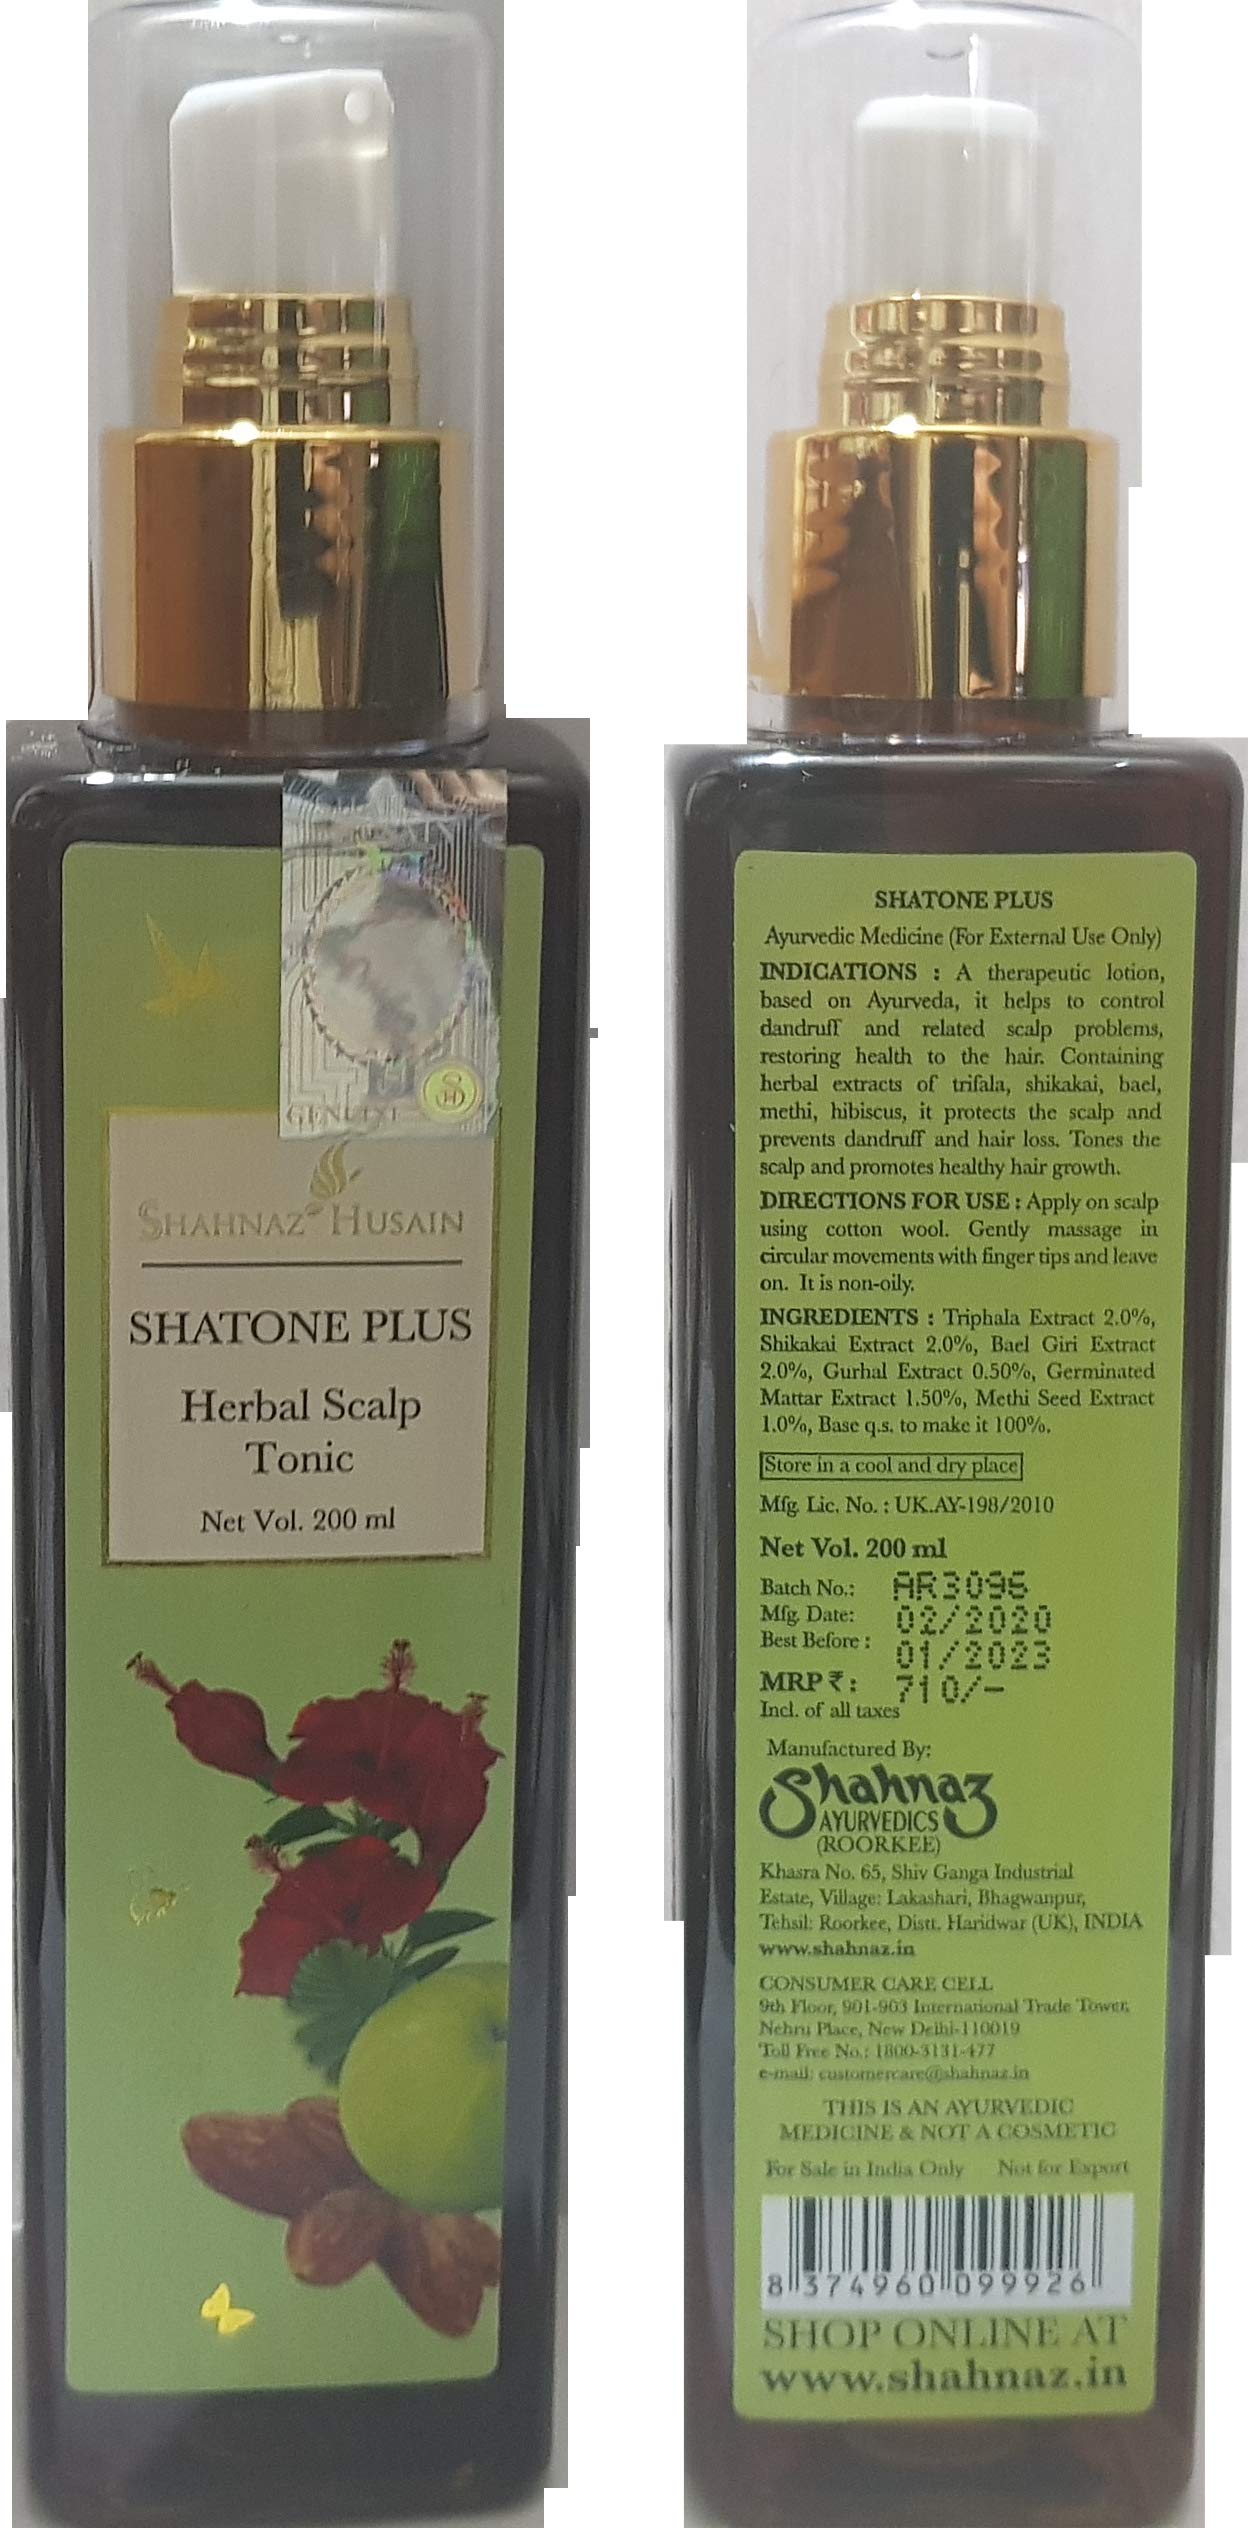 GENUINE
SH
SHAHNAZ HUSAIN
SHATONE PLUS
Herbal Scalp
Tonic
Net Vol. 200 ml
SHATONE PLUS
Ayurvedic Medicine (For External Use Only)
INDICATIONS : A therapeutic lotion,
based on Ayurveda, it helps to control
dandruff and related scalp problems,
restoring health to the hair. Containing
herbal extracts of trifala, shikakai, bael,
methi, hibiscus, it protects the scalp and
prevents dandruff and hair loss. Tones the
scalp and promotes healthy hair growth.
DIRECTIONS FOR USE : Apply on scalp
using cotton wool. Gently massage in
circular movements with finger tips and leave
on. It is non-oily.
INGREDIENTS : Triphala Extract 2.0%,
Shikakai Extract 2.0%, Bael Giri Extract
2.0%, Gurhal Extract 0.50%, Germinated
Mattar Extract 1.50%, Methi Seed Extract
1.0%, Base q.s. to make it 100%.
Store in a cool and dry place
Mfg. Lic. No. : UK.AY-198/2010
Net Vol. 200 ml
Batch No.: AR3096
Mfg. Date: 02/2020
Best Before : 01/2023
MRP ₹ : 710/-
Incl. of all taxes
Manufactured By:
Shahnaz
AYURVEDICS
(ROORKEE)
Khasra No. 65, Shiv Ganga Industrial
Estate, Village: Lakashari, Bhagwanpur,
Tehsil: Roorkee, Distt. Haridwar (UK), INDIA
www.shahnaz.in
CONSUMER CARE CELL
9th Floor, 901-903 International Trade Tower,
Nehru Place, New Delhi-110019
Toll Free No.: 1800-3131-477
e-mail: customercare@shahnaz.in
THIS IS AN AYURVEDIC
MEDICINE & NOT A COSMETIC
For Sale in India Only Not for Export
8 374960 099926
SHOP ONLINE AT
www.shahnaz.in